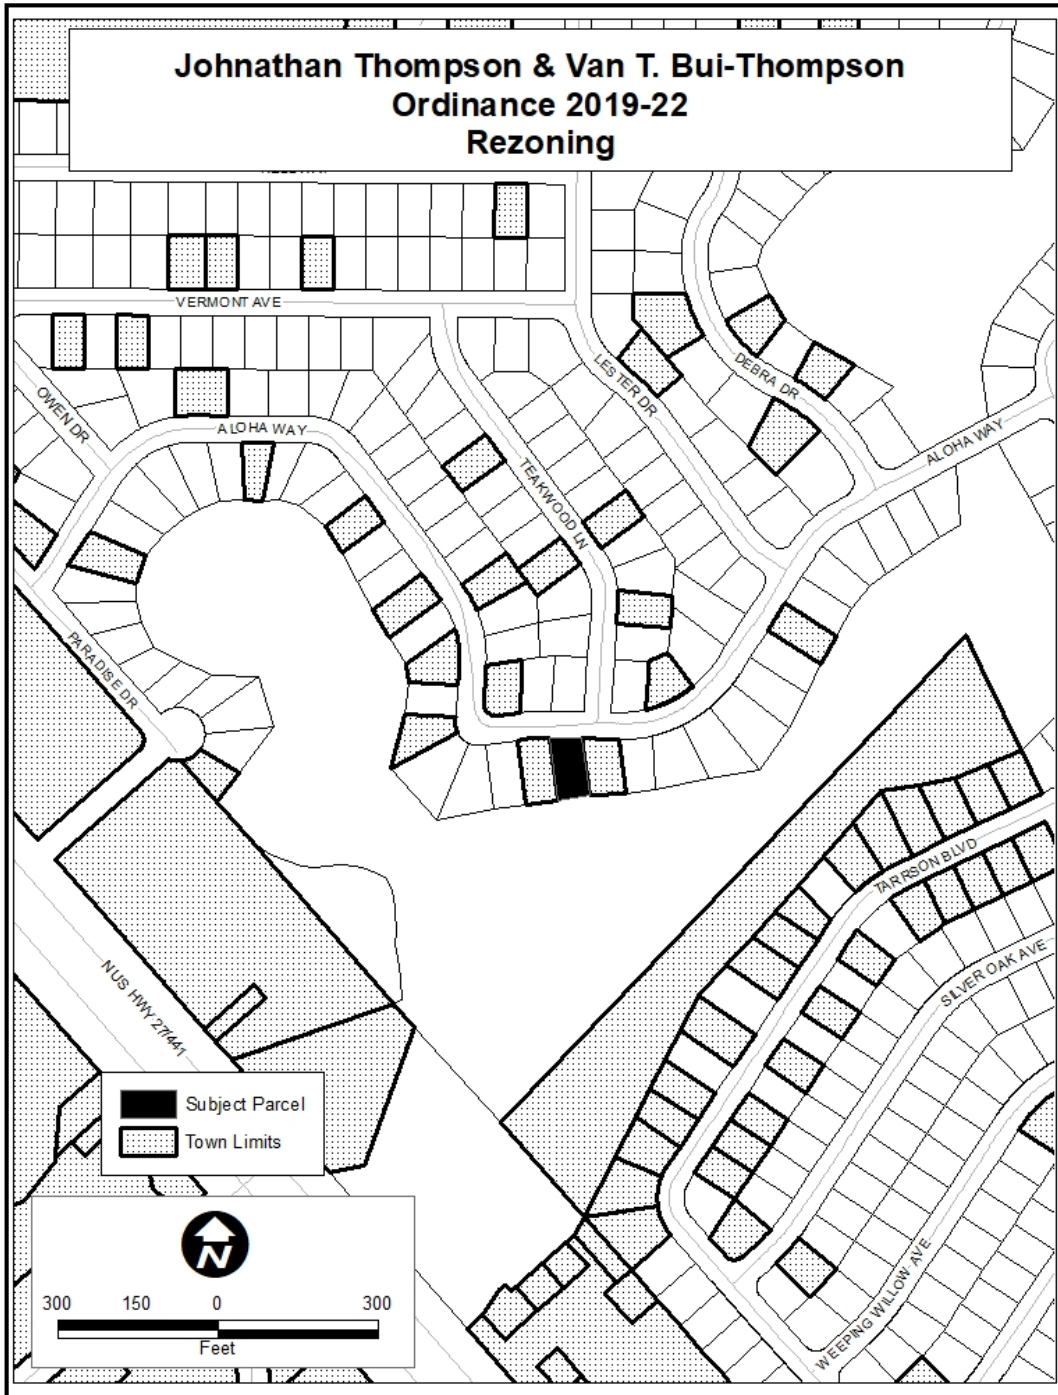 Johnathan Thompson & Van T. Bui-Thompson
Ordinance 2019-22
Rezoning
VERMONT AVE
OWEN DR
ALOHA WAY
LESTER DR
DEBRA DR
ALOHA WAY
TEAKWOOD LN
PARADISE DR
TARRSON BLVD
SILVER OAK AVE
N US HWY 27/441
WEEPING WILLOW AVE
Subject Parcel
Town Limits
N
300 150 0 300
Feet